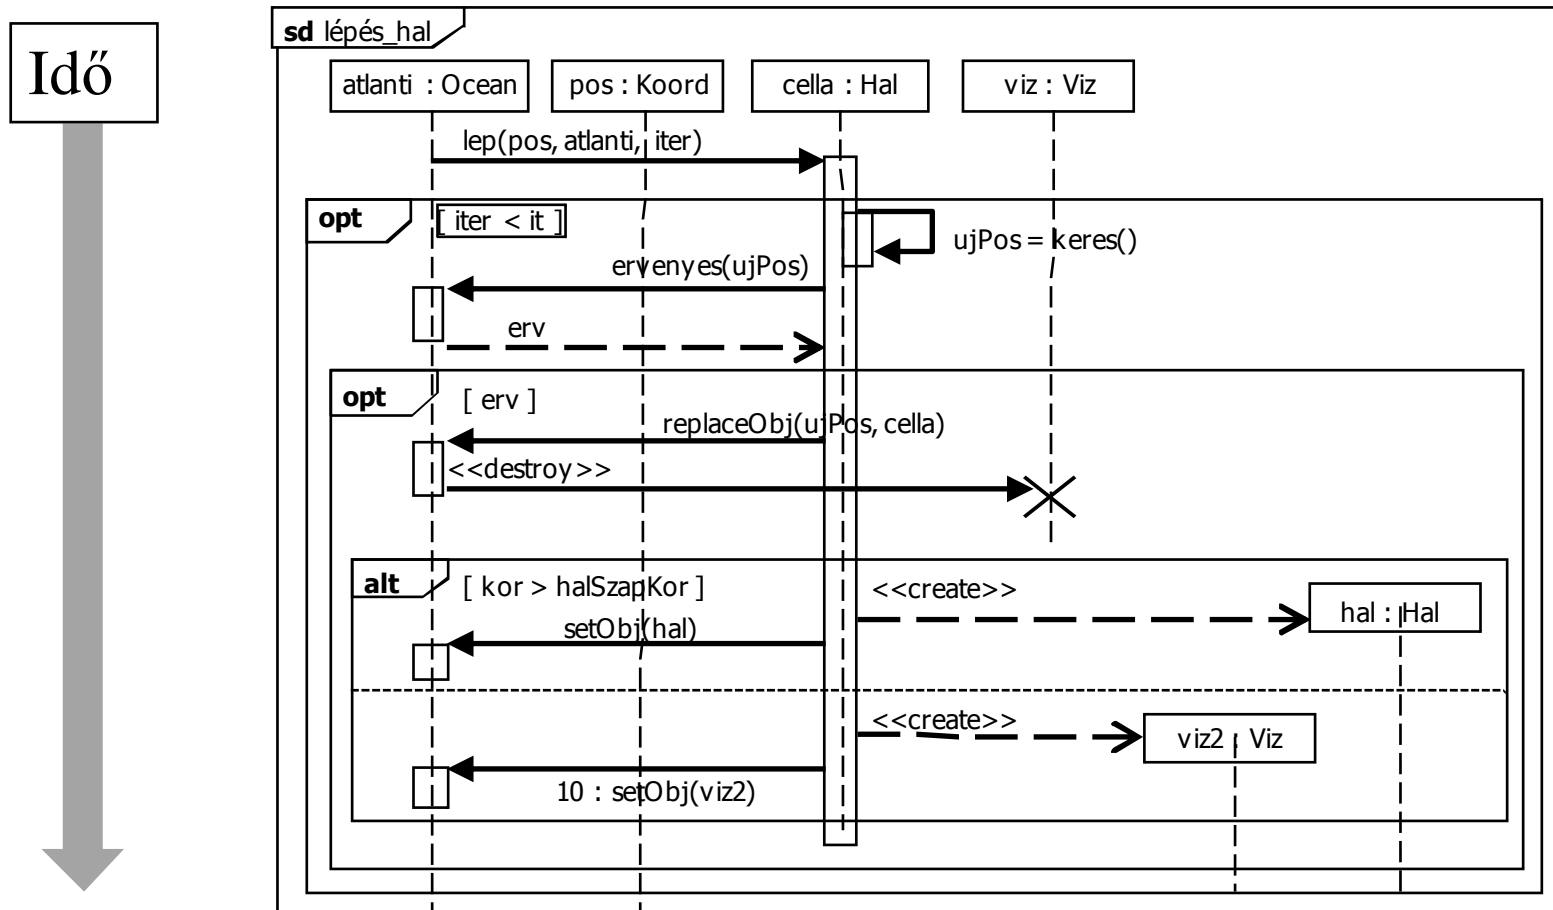 Idő
sd lépés_hal
atlanti : Ocean
pos : Koord
cella : Hal
viz : Viz
lep(pos, atlanti, iter)
opt
[ iter < it ]
ujPos = keres()
ervenyes(ujPos)
erv
opt
[ erv ]
replaceObj(ujPos, cella)
<<destroy>>
alt
[ kor > halSzapKor ]
<<create>>
hal : Hal
setObj(hal)
<<create>>
viz2 : Viz
10 : setObj(viz2)